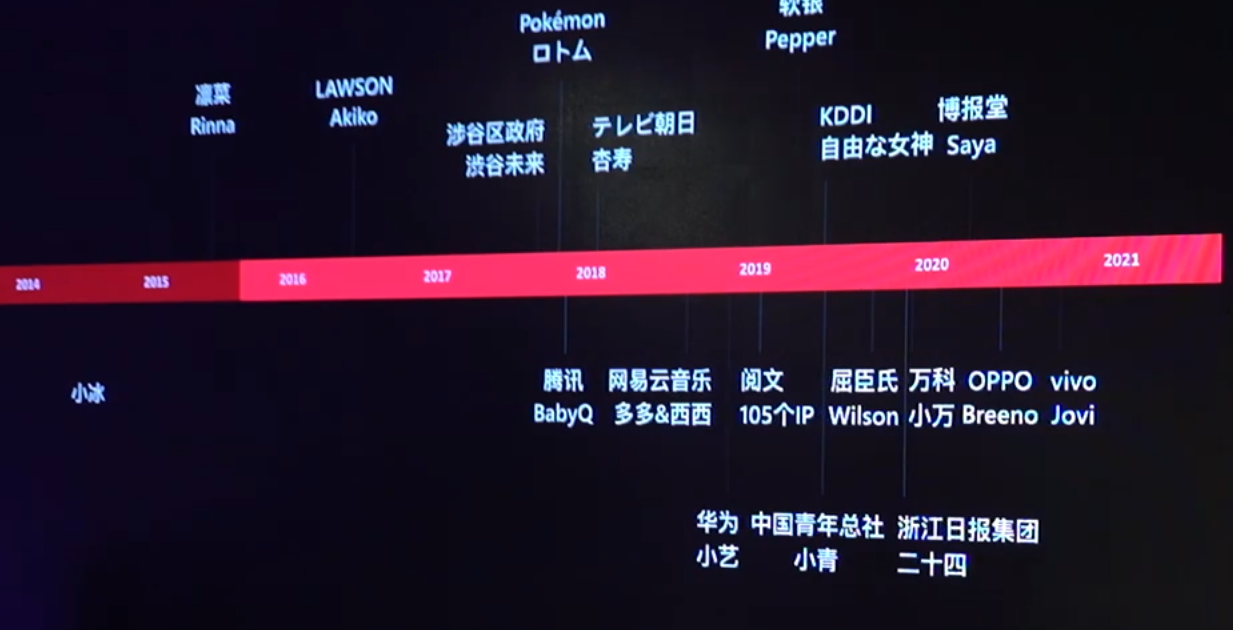 Pokémon
ロトム
软银
Pepper
凛菜
Rinna
LAWSON
Akiko
涉谷区政府
渋谷未来
テレビ朝日
杏寿
KDDI
自由な女神
博报堂
Saya
2014 2015 2016 2017 2018 2019 2020 2021
小冰
腾讯
BabyQ
网易云音乐
多多&西西
阅文
105个IP
屈臣氏
Wilson
万科
小万
OPPO
Breeno
vivo
Jovi
华为
小艺
中国青年总社
小青
浙江日报集团
二十四